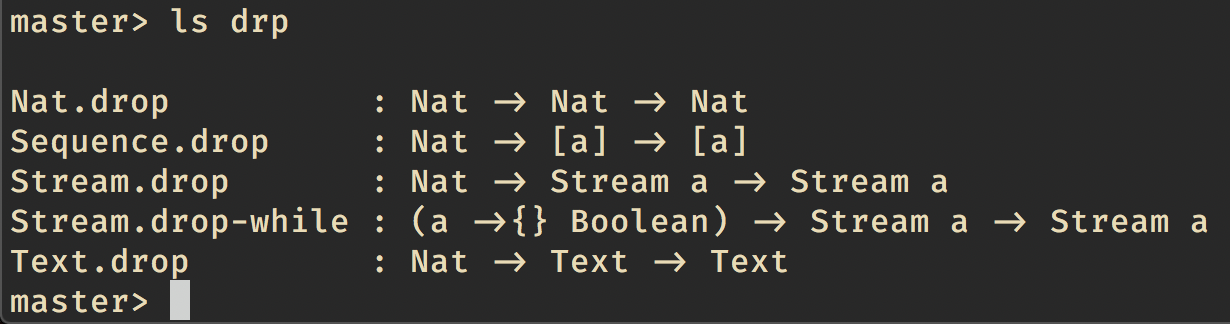 master> ls drp
Nat.drop : Nat → Nat → Nat
Sequence.drop : Nat → [a] → [a]
Stream.drop : Nat → Stream a → Stream a
Stream.drop-while : (a →{} Boolean) → Stream a → Stream a
Text.drop : Nat → Text → Text
master>